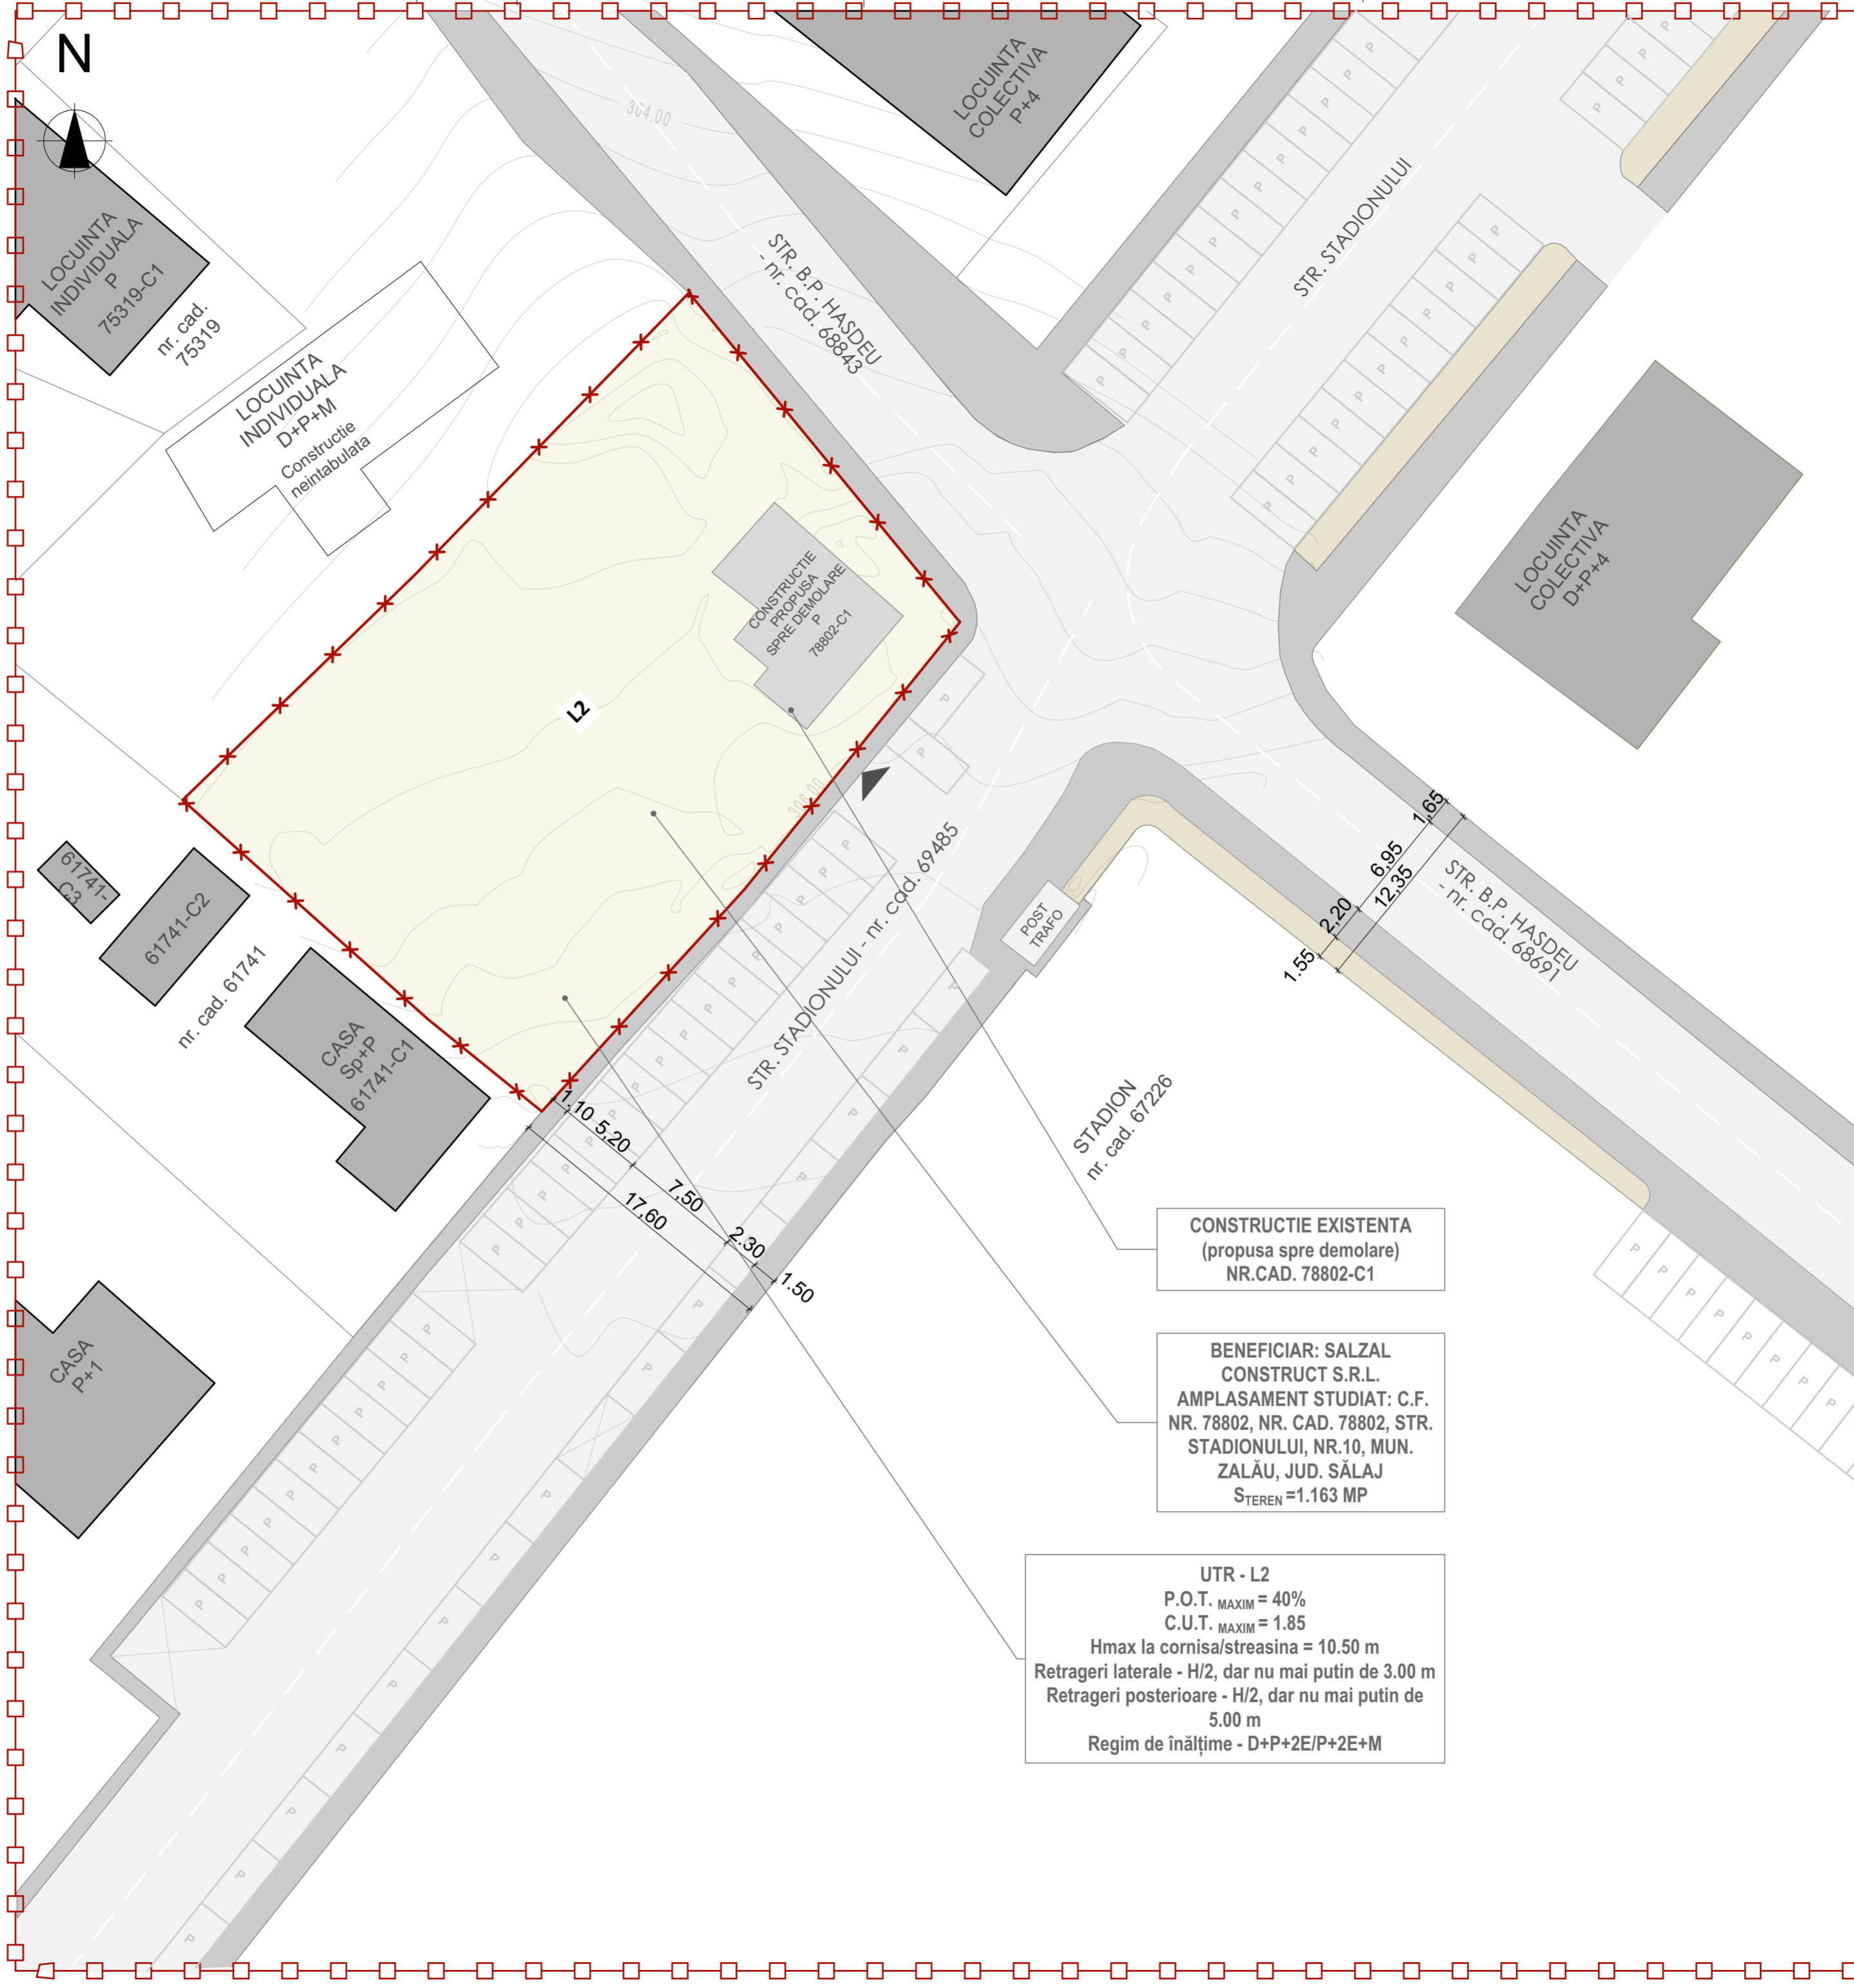 N
304.00
LOCUINTA
COLECTIVA
P+4
STR. STADIONULUI
STR. B.P. HASDEU
- nr. cad. 68843
LOCUINTA
INDIVIDUALA
P
75319-C1
nr. cad.
75319
LOCUINTA
INDIVIDUALA
D+P+M
Constructie
neintabulata
CONSTRUCTIE
PROPUSA
SPRE DEMOLARE
P
78802-C1
LOCUINTA
COLECTIVA
D+P+4
L2
306.00
1,65
6,95
12,35
2,20
1.55
STR. B.P. HASDEU
- nr. cad. 68691
61741-
C3
61741-C2
nr. cad. 61741
CASA
Sp+P
61741-C1
STR. STADIONULUI - nr. cad. 69485
POST
TRAFO
STADION
nr. cad. 67226
1,10
5,20
7,50
17,60
2.30
1.50
CASA
P+1
CONSTRUCTIE EXISTENTA
(propusa spre demolare)
NR.CAD. 78802-C1
BENEFICIAR: SALZAL
CONSTRUCT S.R.L.
AMPLASAMENT STUDIAT: C.F.
NR. 78802, NR. CAD. 78802, STR.
STADIONULUI, NR.10, MUN.
ZALĂU, JUD. SĂLAJ
STEREN =1.163 MP
UTR - L2
P.O.T. MAXIM = 40%
C.U.T. MAXIM = 1.85
Hmax la cornisa/streasina = 10.50 m
Retrageri laterale - H/2, dar nu mai putin de 3.00 m
Retrageri posterioare - H/2, dar nu mai putin de
5.00 m
Regim de înălțime - D+P+2E/P+2E+M